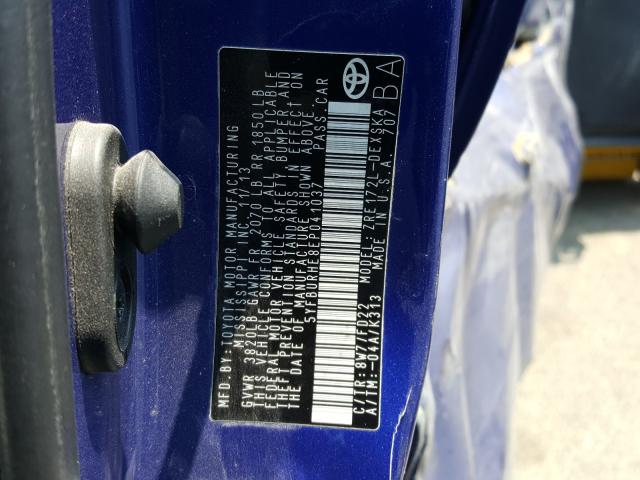 MFD.BY:TOYOTA MOTOR MANUFACTURING
MISSISSIPPI INC. 11/13
GVWR 3820LB GAWR FR 2070 LB RR 1850LB
THIS VEHICLE CONFORMS TO ALL APPLICABLE
FEDERAL MOTOR VEHICLE SAFETY, BUMPER AND
THEFT PREVENTION STANDARDS IN EFFECT ON
THE DATE OF MANUFACTURE SHOWN ABOVE.
5YFBURHE8EP041037 PASS.CAR
C/TR:8W7/FD22 MODEL:ZRE172L-DEXSKA
A/TM:-04A/K313 MADE IN U.S.A. 707
BA